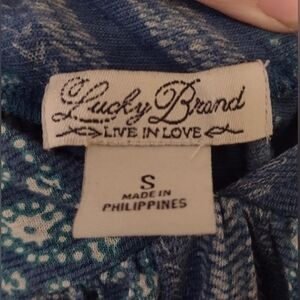 Lucky Brand
LIVE IN LOVE
S
MADE IN
PHILIPPINES